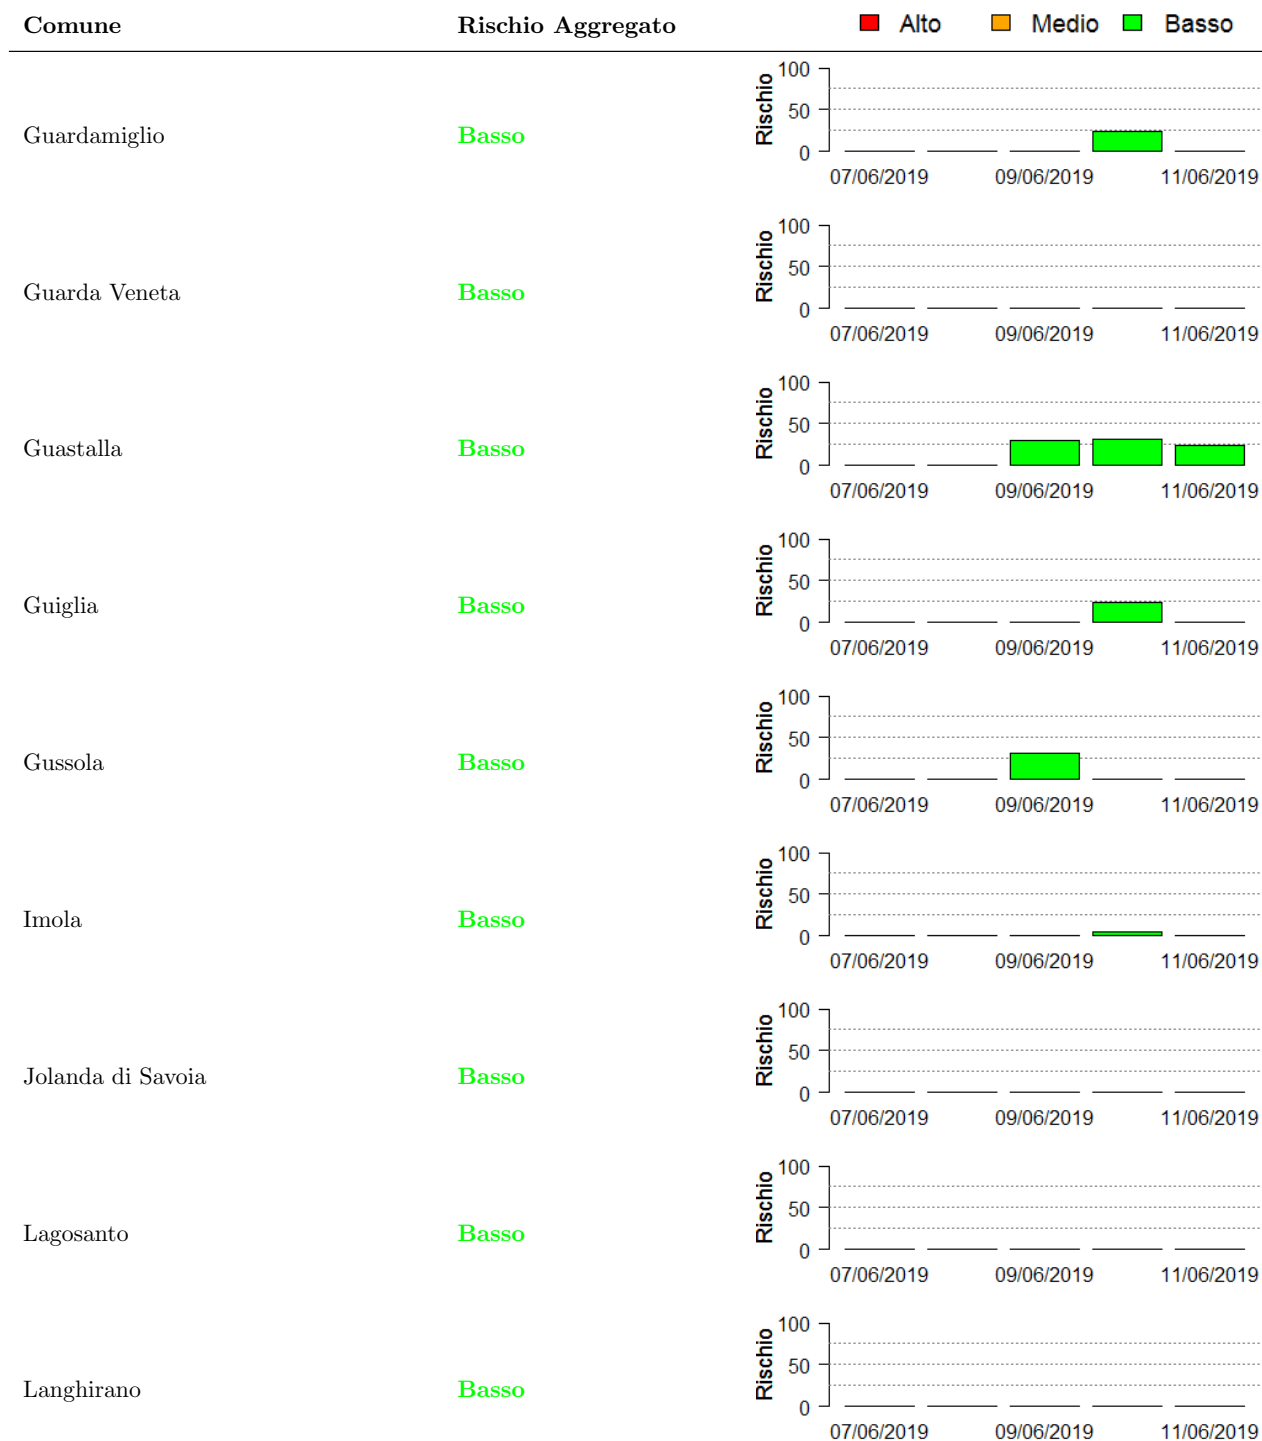 Comune Rischio Aggregato Alto Medio Basso
100
50
0
Rischio
Guardamiglio Basso
07/06/2019 09/06/2019 11/06/2019
100
50
0
Rischio
Guarda Veneta Basso
07/06/2019 09/06/2019 11/06/2019
100
50
0
Rischio
Guastalla Basso
07/06/2019 09/06/2019 11/06/2019
100
50
0
Rischio
Guiglia Basso
07/06/2019 09/06/2019 11/06/2019
100
50
0
Rischio
Gussola Basso
07/06/2019 09/06/2019 11/06/2019
100
50
0
Rischio
Imola Basso
07/06/2019 09/06/2019 11/06/2019
100
50
0
Rischio
Jolanda di Savoia Basso
07/06/2019 09/06/2019 11/06/2019
100
50
0
Rischio
Lagosanto Basso
07/06/2019 09/06/2019 11/06/2019
100
50
0
Rischio
Langhirano Basso
07/06/2019 09/06/2019 11/06/2019